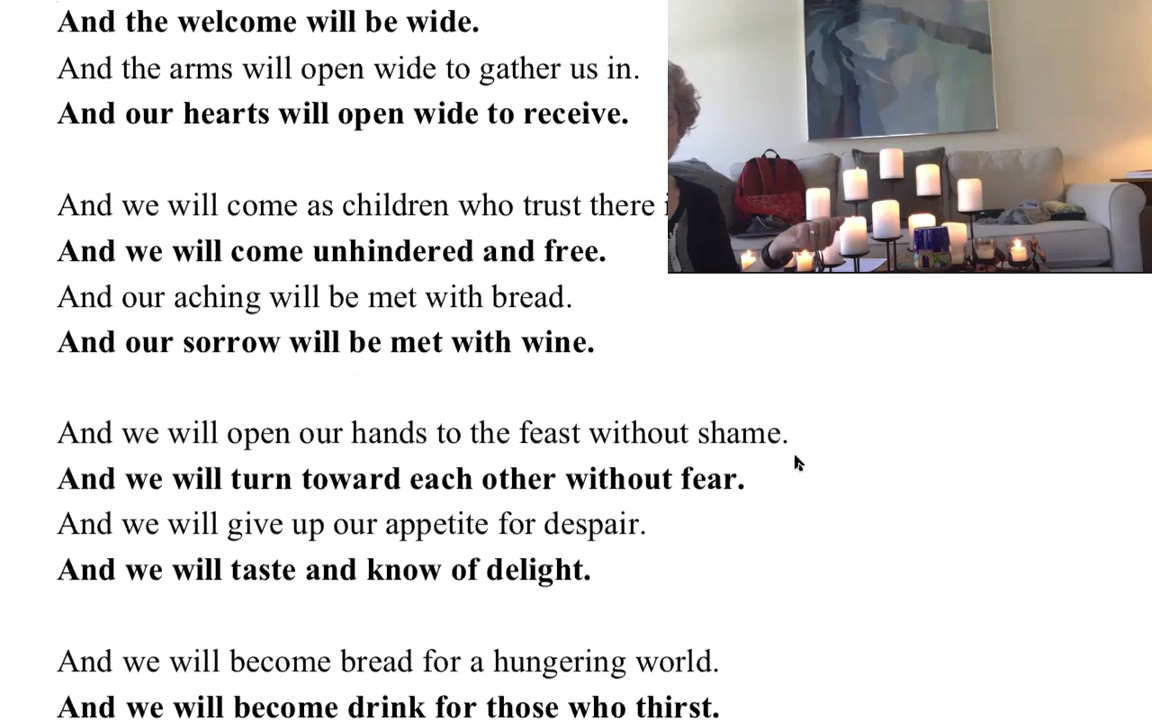 And the welcome will be wide.
And the arms will open wide to gather us in.
And our hearts will open wide to receive.
And we will come as children who trust there
And we will come unhindered and free.
And our aching will be met with bread.
And our sorrow will be met with wine.
And we will open our hands to the feast without shame.
And we will turn toward each other without fear.
And we will give up our appetite for despair.
And we will taste and know of delight.
And we will become bread for a hungering world.
And we will become drink for those who thirst.